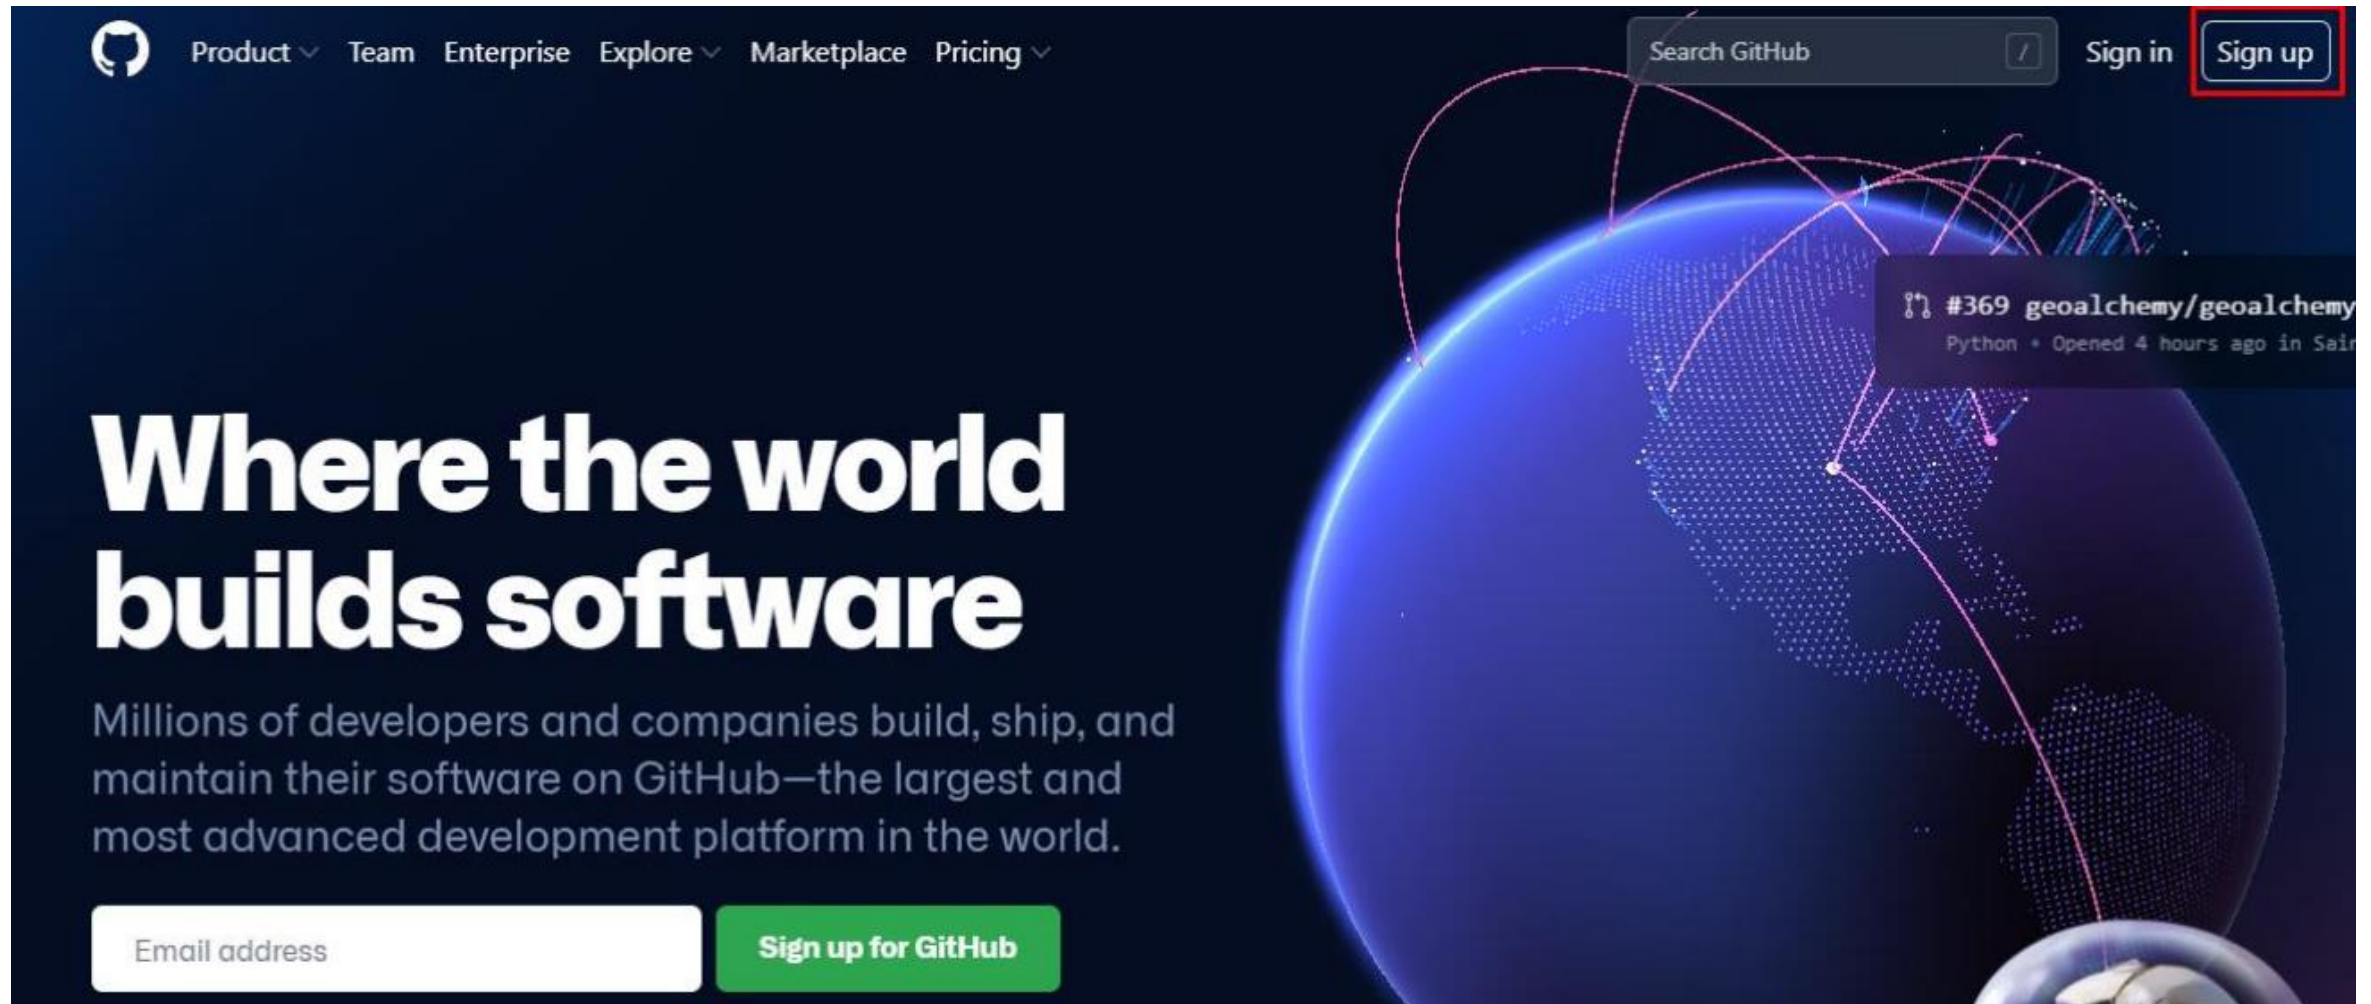 Product Team Enterprise Explore Marketplace Pricing Search GitHub / Sign in Sign up
#369 geoalchemy/geoalchemy
Python • Opened 4 hours ago in Sair
Where the world
builds software
Millions of developers and companies build, ship, and
maintain their software on GitHub—the largest and
most advanced development platform in the world.
Email address Sign up for GitHub